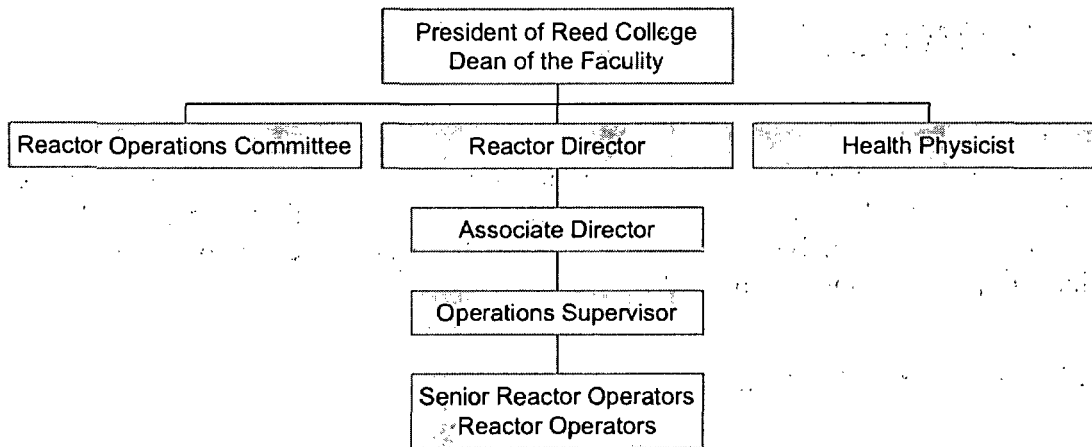 President of Reed College
Dean of the Faculity
Reactor Operations Committee
Reactor Director
Health Physicist
Associate Director
Operations Supervisor
Senior Reactor Operators
Reactor Operators